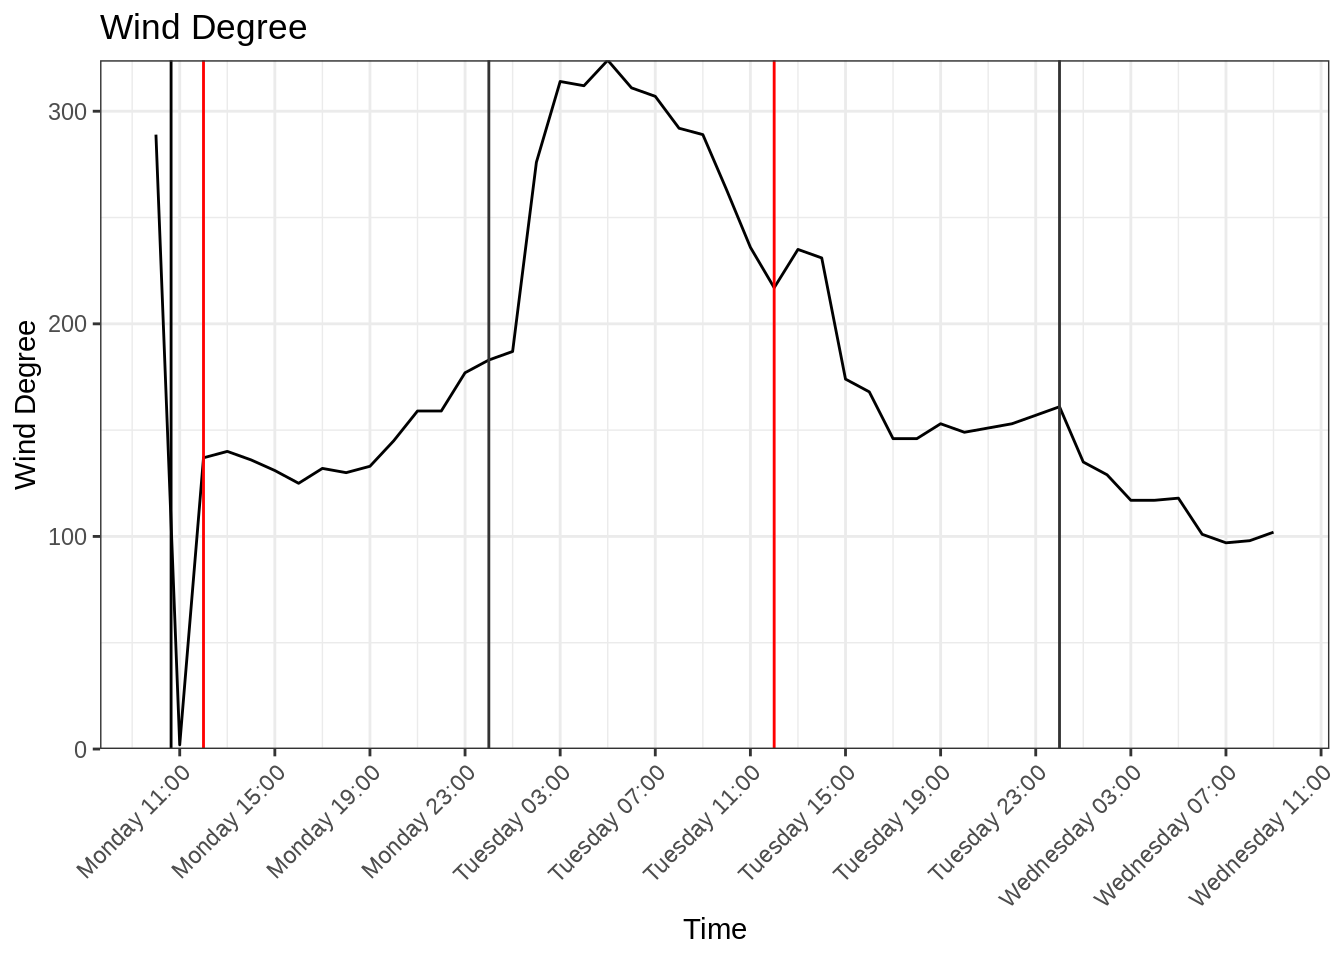 Wind Degree
Wind Degree
300
200
100
0
Monday 11:00
Monday 15:00
Monday 19:00
Monday 23:00
Tuesday 03:00
Tuesday 07:00
Tuesday 11:00
Tuesday 15:00
Tuesday 19:00
Tuesday 23:00
Wednesday 03:00
Wednesday 07:00
Wednesday 11:00
Time